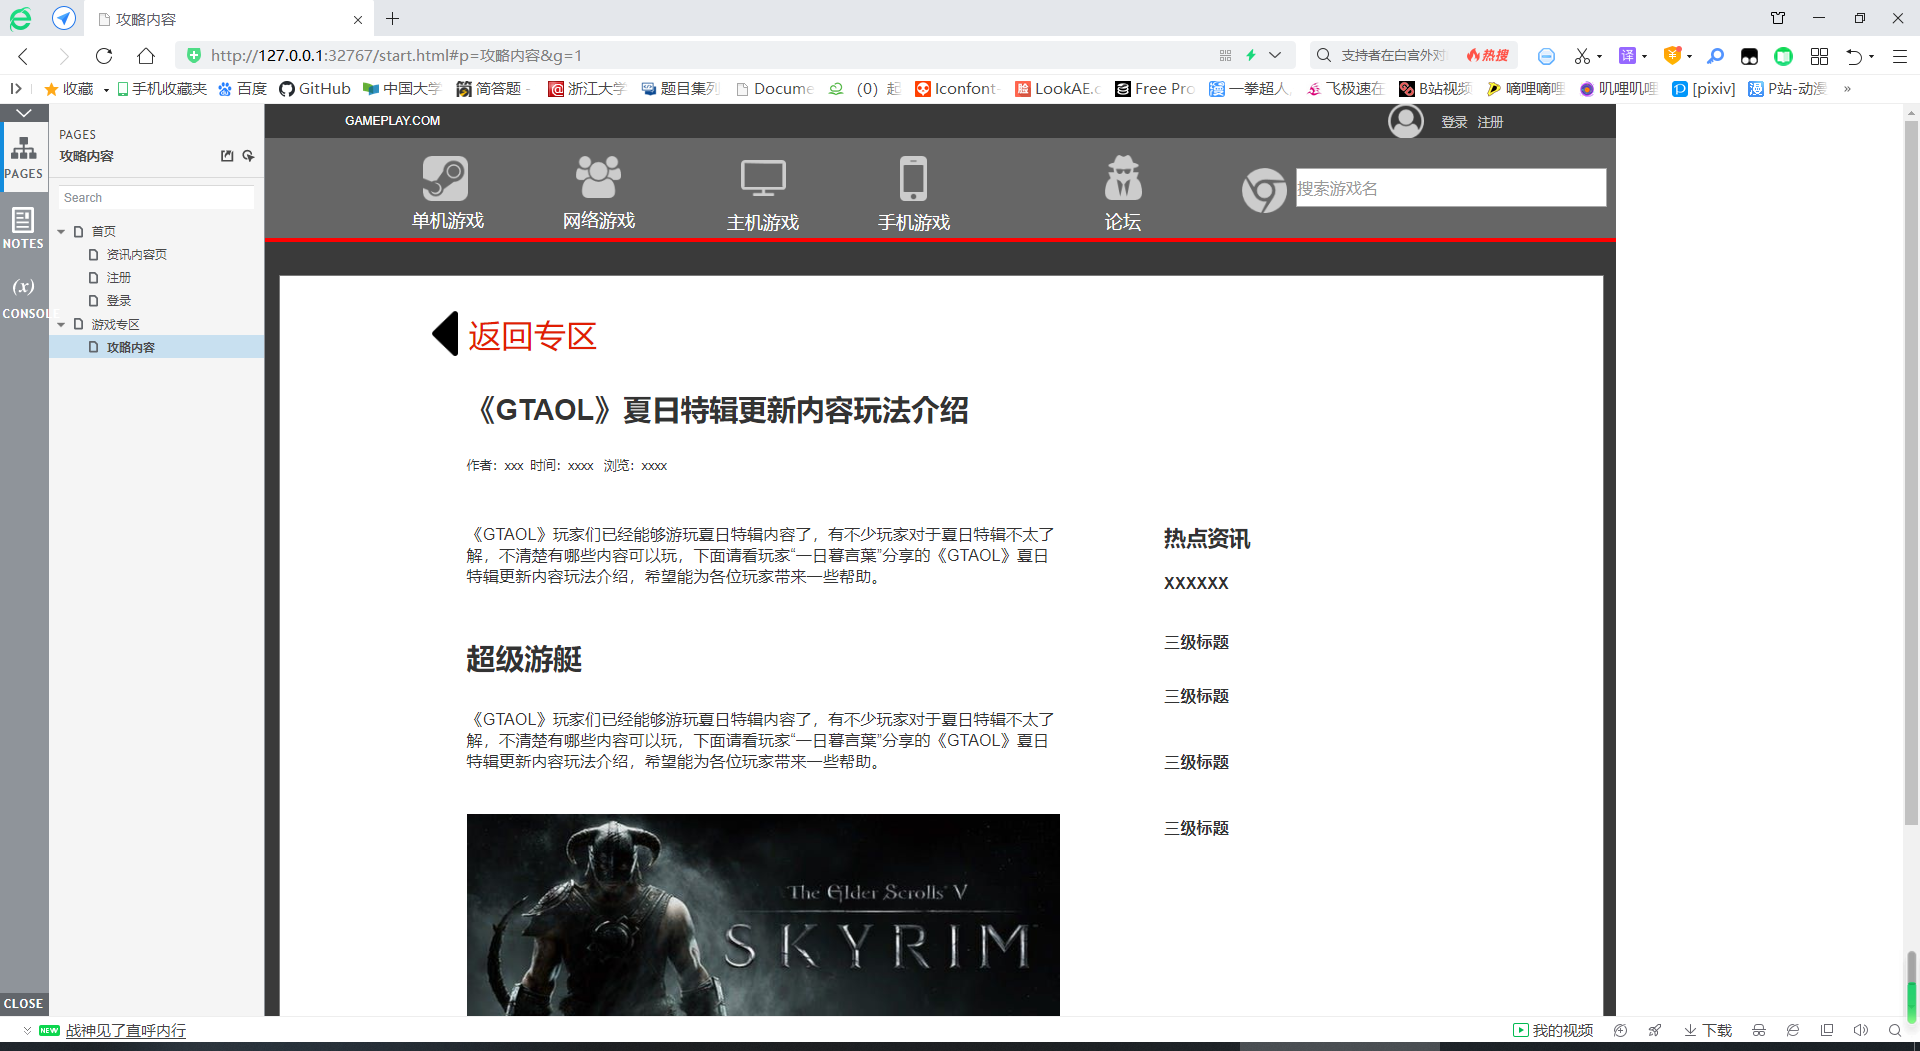 攻略内容
http://127.0.0.1:32767/start.html#p=攻略内容&g=1
支持者在白宫外对
热搜
译
收藏
手机收藏夹
百度
GitHub
中国大学
简答题 -
浙江大学
题目集列
Docume
(0) 起
Iconfont-
LookAE.c
Free Pro
一拳超人
飞极速在
B站视频
嘀哩嘀哩
叽哩叽哩
[pixiv]
P站-动漫
»
PAGES
NOTES
(x)
CONSOLE
CLOSE
PAGES
攻略内容
Search
首页
资讯内容页
注册
登录
游戏专区
攻略内容
GAMEPLAY.COM
登录 注册
单机游戏
网络游戏
主机游戏
手机游戏
论坛
搜索游戏名
返回专区
《GTAOL》夏日特辑更新内容玩法介绍
作者：xxx 时间：xxxx 浏览：xxxx
《GTAOL》玩家们已经能够游玩夏日特辑内容了，有不少玩家对于夏日特辑不太了
解，不清楚有哪些内容可以玩，下面请看玩家“一日暮言葉”分享的《GTAOL》夏日
特辑更新内容玩法介绍，希望能为各位玩家带来一些帮助。
超级游艇
《GTAOL》玩家们已经能够游玩夏日特辑内容了，有不少玩家对于夏日特辑不太了
解，不清楚有哪些内容可以玩，下面请看玩家“一日暮言葉”分享的《GTAOL》夏日
特辑更新内容玩法介绍，希望能为各位玩家带来一些帮助。
The Elder Scrolls V
SKYRIM
热点资讯
XXXXXX
三级标题
三级标题
三级标题
三级标题
NEW
战神见了直呼内行
我的视频
下载